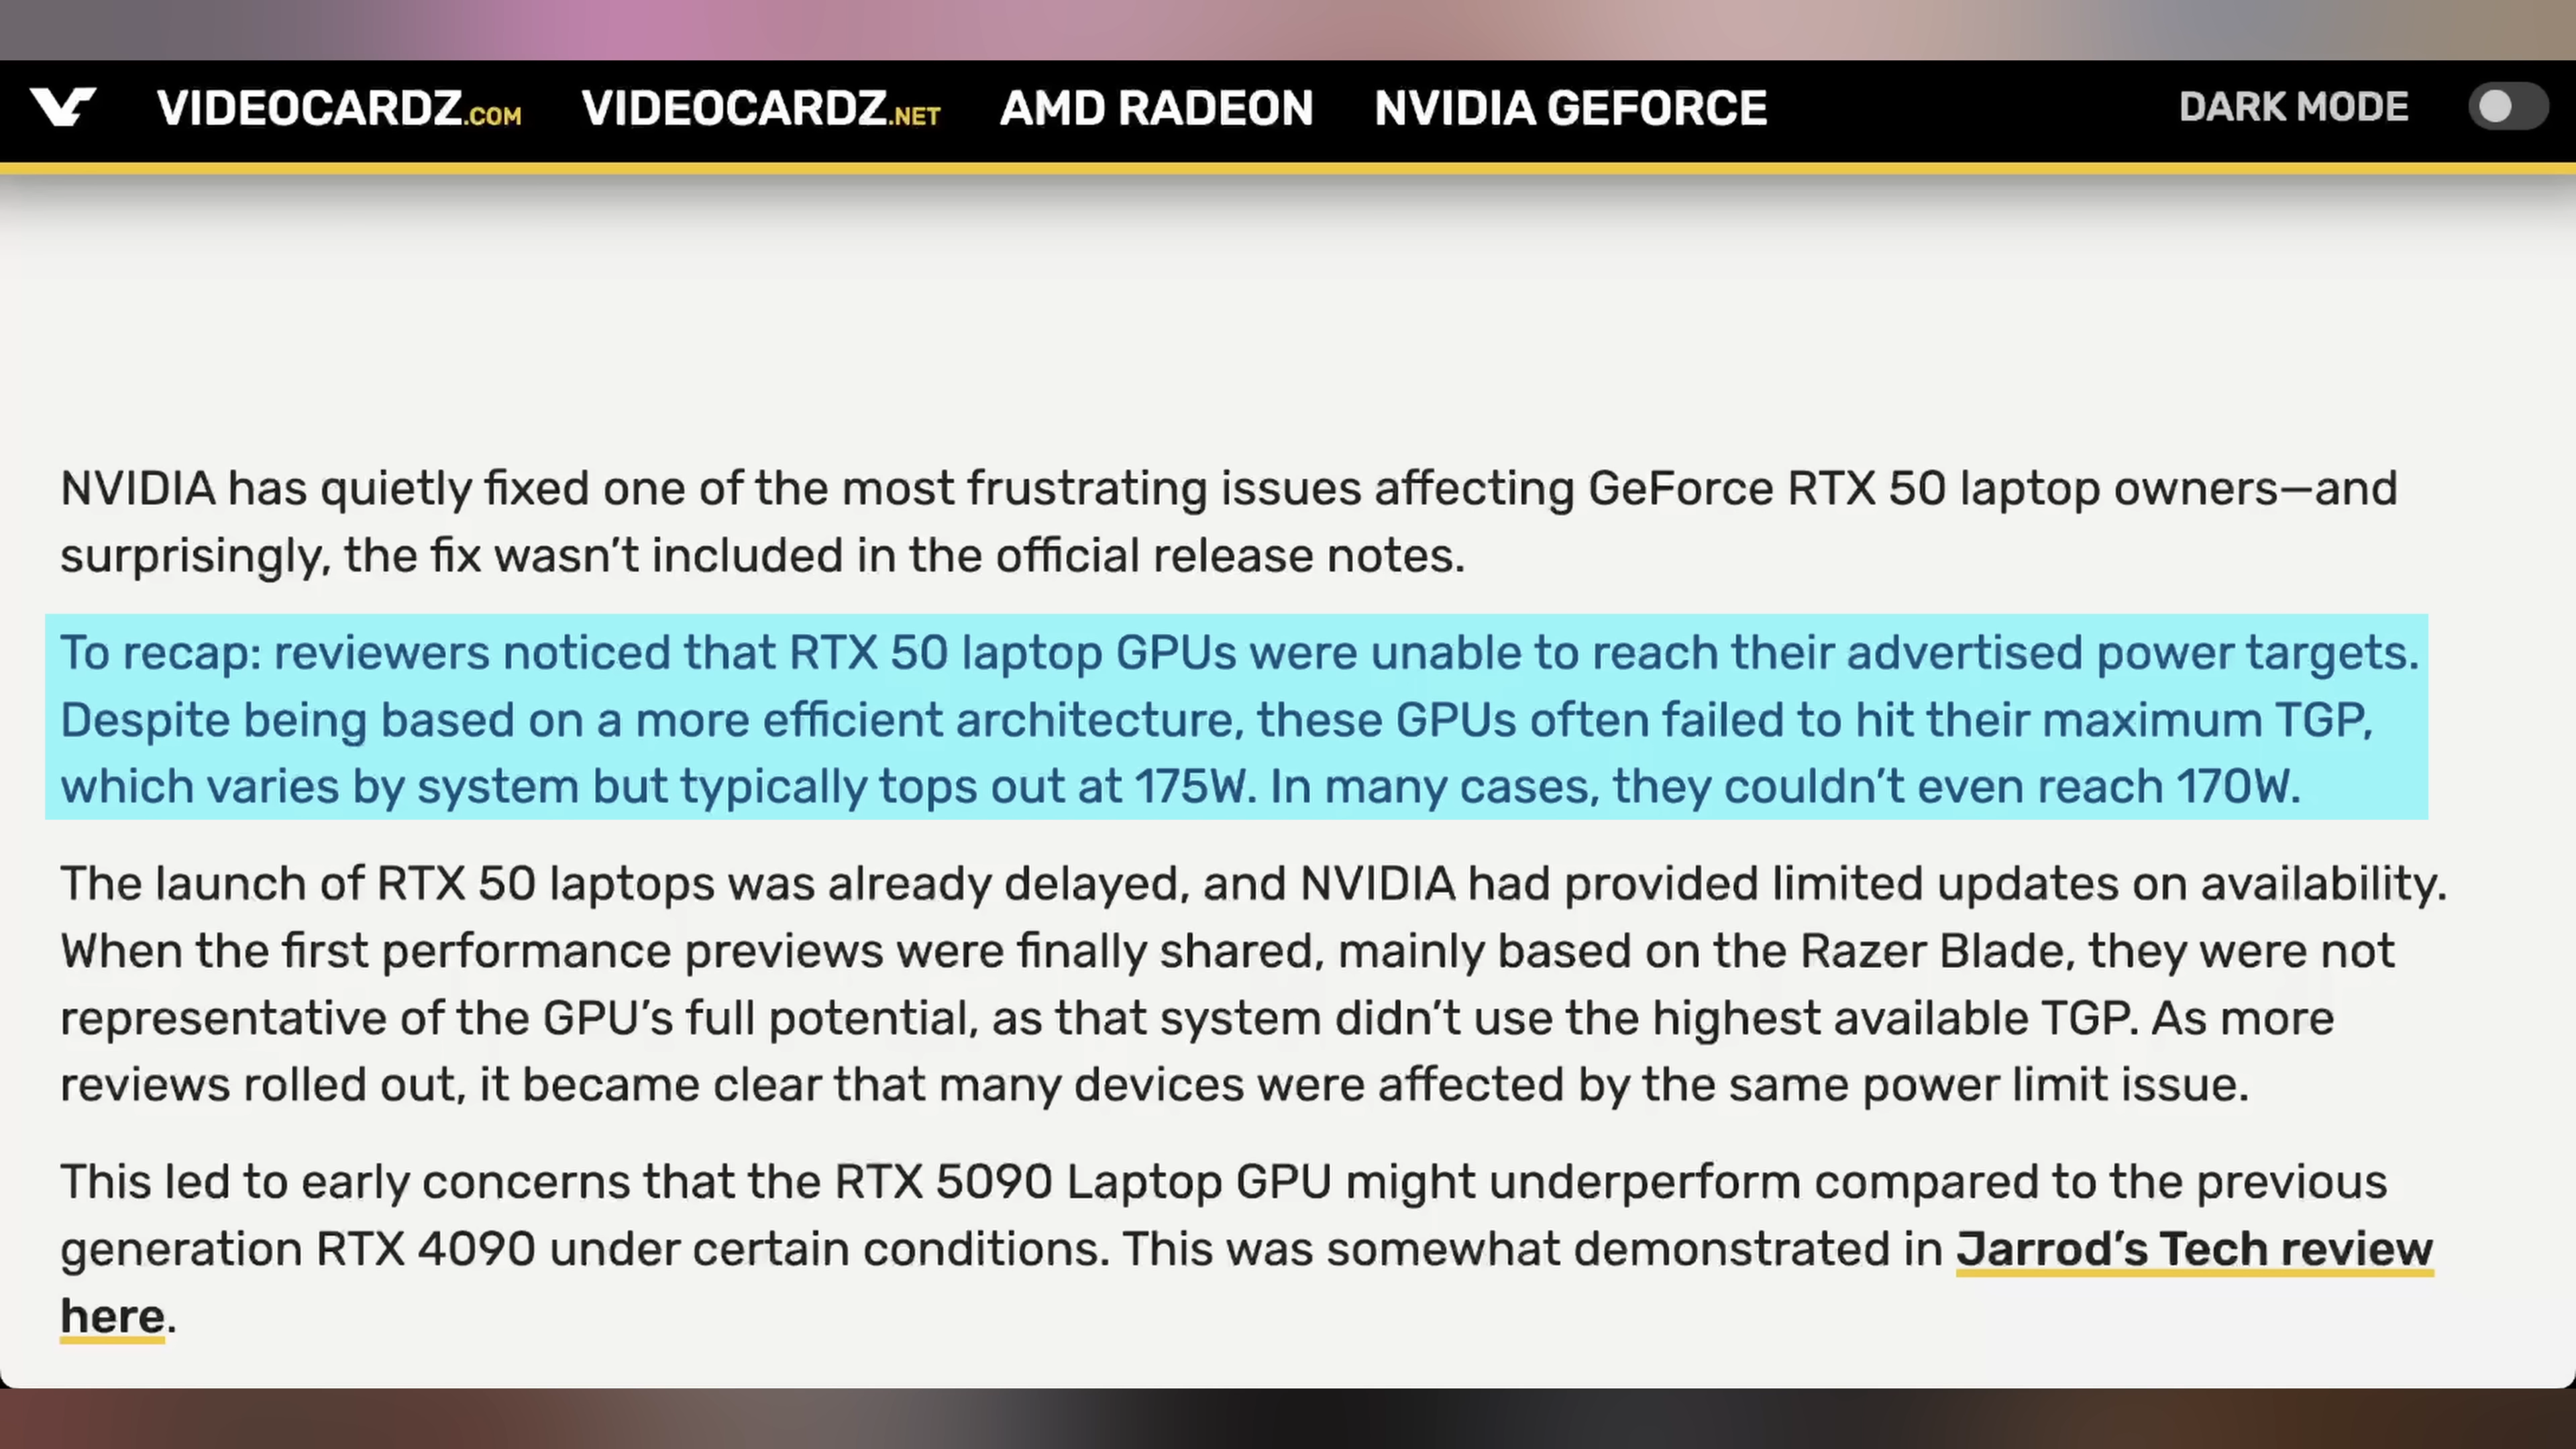 VIDEOCARDZ.COM VIDEOCARDZ.NET AMD RADEON NVIDIA GEFORCE DARK MODE
NVIDIA has quietly fixed one of the most frustrating issues affecting GeForce RTX 50 laptop owners—and
surprisingly, the fix wasn’t included in the official release notes.
To recap: reviewers noticed that RTX 50 laptop GPUs were unable to reach their advertised power targets.
Despite being based on a more efficient architecture, these GPUs often failed to hit their maximum TGP,
which varies by system but typically tops out at 175W. In many cases, they couldn’t even reach 170W.
The launch of RTX 50 laptops was already delayed, and NVIDIA had provided limited updates on availability.
When the first performance previews were finally shared, mainly based on the Razer Blade, they were not
representative of the GPU’s full potential, as that system didn’t use the highest available TGP. As more
reviews rolled out, it became clear that many devices were affected by the same power limit issue.
This led to early concerns that the RTX 5090 Laptop GPU might underperform compared to the previous
generation RTX 4090 under certain conditions. This was somewhat demonstrated in Jarrod’s Tech review
here.